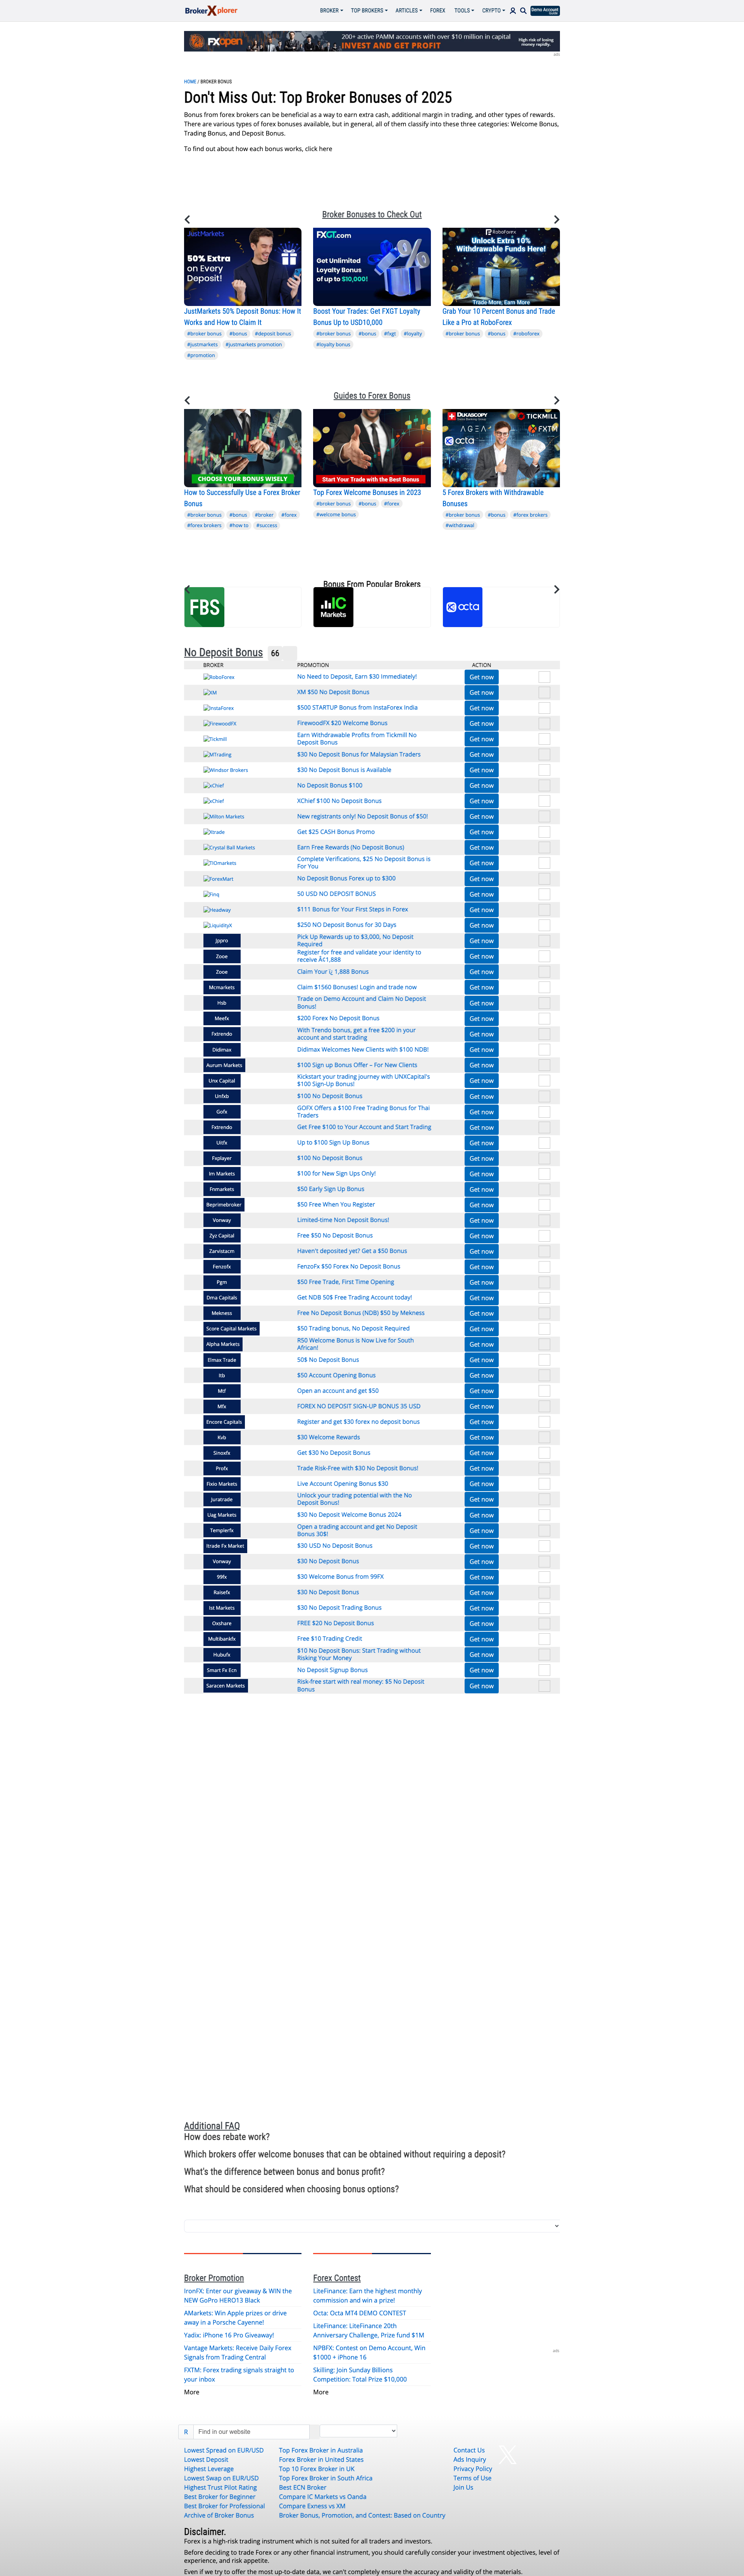 BrokerXplorer
BROKER
TOP BROKERS
ARTICLES
FOREX
TOOLS
CRYPTO
Demo Account
FXOpen
200+ active PAMM accounts with over $10 million in capital
INVEST AND GET PROFIT
High risk of losing
money rapidly.
HOME / BROKER BONUS
Don't Miss Out: Top Broker Bonuses of 2025
Bonus from forex brokers can be beneficial as a way to earn extra cash, additional margin in trading, and other types of rewards.
There are various types of forex bonuses available, but in general, all of them classify into these three categories: Welcome Bonus,
Trading Bonus, and Deposit Bonus.
To find out about how each bonus works, click here
Broker Bonuses to Check Out
JustMarkets
50% Extra
on Every
Deposit!
FXGT.com
Get Unlimited
Loyalty Bonus
of up to $10,000!
RoboForex
Unlock Extra 10%
Withdrawable Funds Here!
Trade More, Earn More
JustMarkets 50% Deposit Bonus: How It
Works and How to Claim It
#broker bonus #bonus #deposit bonus
#justmarkets #justmarkets promotion
#promotion
Boost Your Trades: Get FXGT Loyalty
Bonus Up to USD10,000
#broker bonus #bonus #fxgt #loyalty
#loyalty bonus
Grab Your 10 Percent Bonus and Trade
Like a Pro at RoboForex
#broker bonus #bonus #roboforex
Guides to Forex Bonus
CHOOSE YOUR BONUS WISELY
Start Your Trade with the Best Bonus
DUKASCOPY
TICKMILL
AGEA
FXTM
octa
How to Successfully Use a Forex Broker
Bonus
#broker bonus #bonus #broker #forex
#forex brokers #how to #success
Top Forex Welcome Bonuses in 2023
#broker bonus #bonus #forex
#welcome bonus
5 Forex Brokers with Withdrawable
Bonuses
#broker bonus #bonus #forex brokers
#withdrawal
Bonus From Popular Brokers
FBS
IC
Markets
octa
No Deposit Bonus 66
BROKER PROMOTION ACTION
RoboForex No Need to Deposit, Earn $30 Immediately! Get now
XM XM $50 No Deposit Bonus Get now
InstaForex $500 STARTUP Bonus from InstaForex India Get now
FirewoodFX FirewoodFX $20 Welcome Bonus Get now
Tickmill Earn Withdrawable Profits from Tickmill No
Deposit Bonus Get now
MTrading $30 No Deposit Bonus for Malaysian Traders Get now
Windsor Brokers $30 No Deposit Bonus is Available Get now
xChief No Deposit Bonus $100 Get now
xChief XChief $100 No Deposit Bonus Get now
Milton Markets New registrants only! No Deposit Bonus of $50! Get now
Xtrade Get $25 CASH Bonus Promo Get now
Crystal Ball Markets Earn Free Rewards (No Deposit Bonus) Get now
TIOmarkets Complete Verifications, $25 No Deposit Bonus is
For You Get now
ForexMart No Deposit Bonus Forex up to $300 Get now
Finq 50 USD NO DEPOSIT BONUS Get now
Headway $111 Bonus for Your First Steps in Forex Get now
LiquidityX $250 NO Deposit Bonus for 30 Days Get now
Jppro Pick Up Rewards up to $3,000, No Deposit
Required Get now
Zooe Register for free and validate your identity to
receive Â¢1,888 Get now
Zooe Claim Your ï¿ 1,888 Bonus Get now
Mcmarkets Claim $1560 Bonuses! Login and trade now Get now
Hsb Trade on Demo Account and Claim No Deposit
Bonus! Get now
Meefx $200 Forex No Deposit Bonus Get now
Fxtrendo With Trendo bonus, get a free $200 in your
account and start trading Get now
Didimax Didimax Welcomes New Clients with $100 NDB! Get now
Aurum Markets $100 Sign up Bonus Offer – For New Clients Get now
Unx Capital Kickstart your trading journey with UNXCapital's
$100 Sign-Up Bonus! Get now
Unfxb $100 No Deposit Bonus Get now
Gofx GOFX Offers a $100 Free Trading Bonus for Thai
Traders Get now
Fxtrendo Get Free $100 to Your Account and Start Trading Get now
Uitfx Up to $100 Sign Up Bonus Get now
Fxplayer $100 No Deposit Bonus Get now
Im Markets $100 for New Sign Ups Only! Get now
Fnmarkets $50 Early Sign Up Bonus Get now
Beprimebroker $50 Free When You Register Get now
Vonway Limited-time Non Deposit Bonus! Get now
Zyz Capital Free $50 No Deposit Bonus Get now
Zarvistacm Haven't deposited yet? Get a $50 Bonus Get now
Fenzofx FenzoFx $50 Forex No Deposit Bonus Get now
Pgm $50 Free Trade, First Time Opening Get now
Dma Capitals Get NDB 50$ Free Trading Account today! Get now
Mekness Free No Deposit Bonus (NDB) $50 by Mekness Get now
Score Capital Markets $50 Trading bonus, No Deposit Required Get now
Alpha Markets R50 Welcome Bonus is Now Live for South
African! Get now
Elmax Trade 50$ No Deposit Bonus Get now
Itb $50 Account Opening Bonus Get now
Mtf Open an account and get $50 Get now
Mfx FOREX NO DEPOSIT SIGN-UP BONUS 35 USD Get now
Encore Capitals Register and get $30 forex no deposit bonus Get now
Kvb $30 Welcome Rewards Get now
Sinoxfx Get $30 No Deposit Bonus Get now
Profx Trade Risk-Free with $30 No Deposit Bonus! Get now
Fixio Markets Live Account Opening Bonus $30 Get now
Juratrade Unlock your trading potential with the No
Deposit Bonus! Get now
Uag Markets $30 No Deposit Welcome Bonus 2024 Get now
Templerfx Open a trading account and get No Deposit
Bonus 30$! Get now
Itrade Fx Market $30 USD No Deposit Bonus Get now
Vonway $30 No Deposit Bonus Get now
99fx $30 Welcome Bonus from 99FX Get now
Raisefx $30 No Deposit Bonus Get now
Ist Markets $30 No Deposit Trading Bonus Get now
Oxshare FREE $20 No Deposit Bonus Get now
Multibankfx Free $10 Trading Credit Get now
Hubufx $10 No Deposit Bonus: Start Trading without
Risking Your Money Get now
Smart Fx Ecn No Deposit Signup Bonus Get now
Saracen Markets Risk-free start with real money: $5 No Deposit
Bonus Get now
Additional FAQ
How does rebate work?
Which brokers offer welcome bonuses that can be obtained without requiring a deposit?
What's the difference between bonus and bonus profit?
What should be considered when choosing bonus options?
Broker Promotion
IronFX: Enter our giveaway & WIN the
NEW GoPro HERO13 Black
AMarkets: Win Apple prizes or drive
away in a Porsche Cayenne!
Yadix: iPhone 16 Pro Giveaway!
Vantage Markets: Receive Daily Forex
Signals from Trading Central
FXTM: Forex trading signals straight to
your inbox
More
Forex Contest
LiteFinance: Earn the highest monthly
commission and win a prize!
Octa: Octa MT4 DEMO CONTEST
LiteFinance: LiteFinance 20th
Anniversary Challenge, Prize fund $1M
NPBFX: Contest on Demo Account, Win
$1000 + iPhone 16
Skilling: Join Sunday Billions
Competition: Total Prize $10,000
More
ads
R
Find in our website
Lowest Spread on EUR/USD
Lowest Deposit
Highest Leverage
Lowest Swap on EUR/USD
Highest Trust Pilot Rating
Best Broker for Beginner
Best Broker for Professional
Archive of Broker Bonus
Top Forex Broker in Australia
Forex Broker in United States
Top 10 Forex Broker in UK
Top Forex Broker in South Africa
Best ECN Broker
Compare IC Markets vs Oanda
Compare Exness vs XM
Broker Bonus, Promotion, and Contest: Based on Country
Contact Us
Ads Inquiry
Privacy Policy
Terms of Use
Join Us
Disclaimer.
Forex is a high-risk trading instrument which is not suited for all traders and investors.
Before deciding to trade Forex or any other financial instrument, you should carefully consider your investment objectives, level of
experience, and risk appetite.
Even if we try to offer the most up-to-date data, we can't completely ensure the accuracy and validity of the materials.